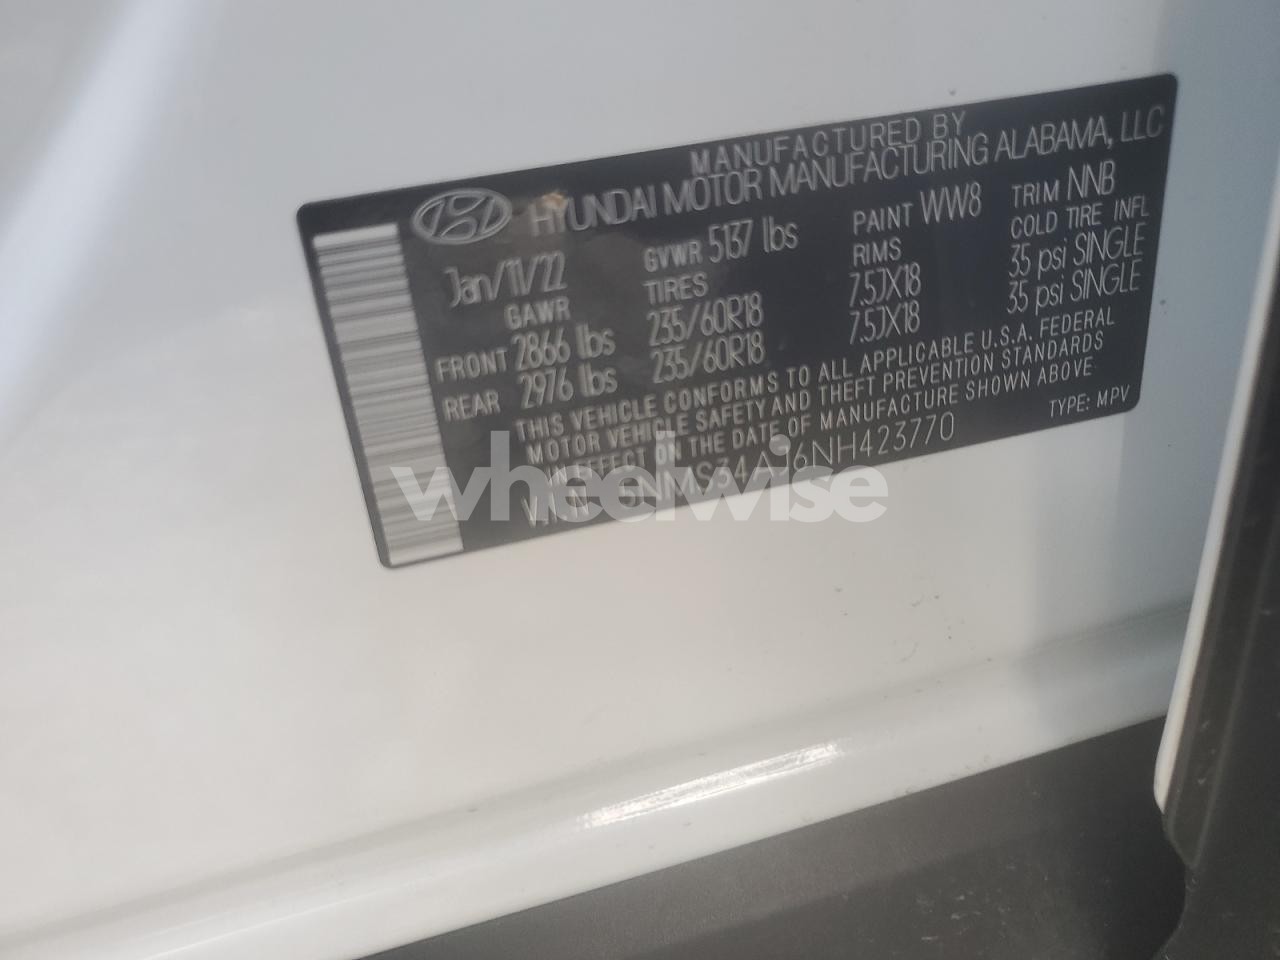 MANUFACTURED BY
HYUNDAI MOTOR MANUFACTURING ALABAMA, LLC
Jan/11/22 GVWR 5137 lbs PAINT WW8 TRIM NNB
GAWR TIRES RIMS COLD TIRE INFL
FRONT 2866 lbs 235/60R18 7.5JX18 35 psi SINGLE
REAR 2976 lbs 235/60R18 7.5JX18 35 psi SINGLE
THIS VEHICLE CONFORMS TO ALL APPLICABLE U.S.A. FEDERAL
MOTOR VEHICLE SAFETY AND THEFT PREVENTION STANDARDS
IN EFFECT ON THE DATE OF MANUFACTURE SHOWN ABOVE
V.I.N TYPE: MPV
wheelwise